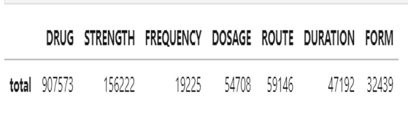 DRUG STRENGTH FREQUENCY DOSAGE ROUTE DURATION FORM
total 907573 156222 19225 54708 59146 47192 32439